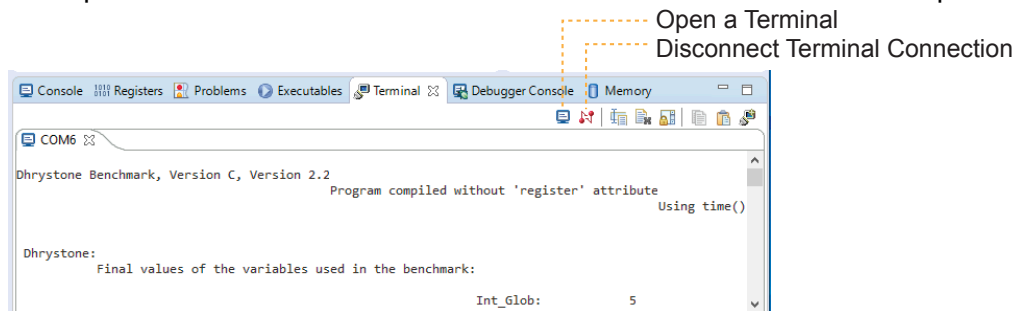 Open a Terminal
Disconnect Terminal Connection
Console Registers Problems Executables Terminal Debugger Console Memory
COM6
Dhrystone Benchmark, Version C, Version 2.2
Program compiled without 'register' attribute
Using time()
Dhrystone:
Final values of the variables used in the benchmark:
Int_Glob: 5